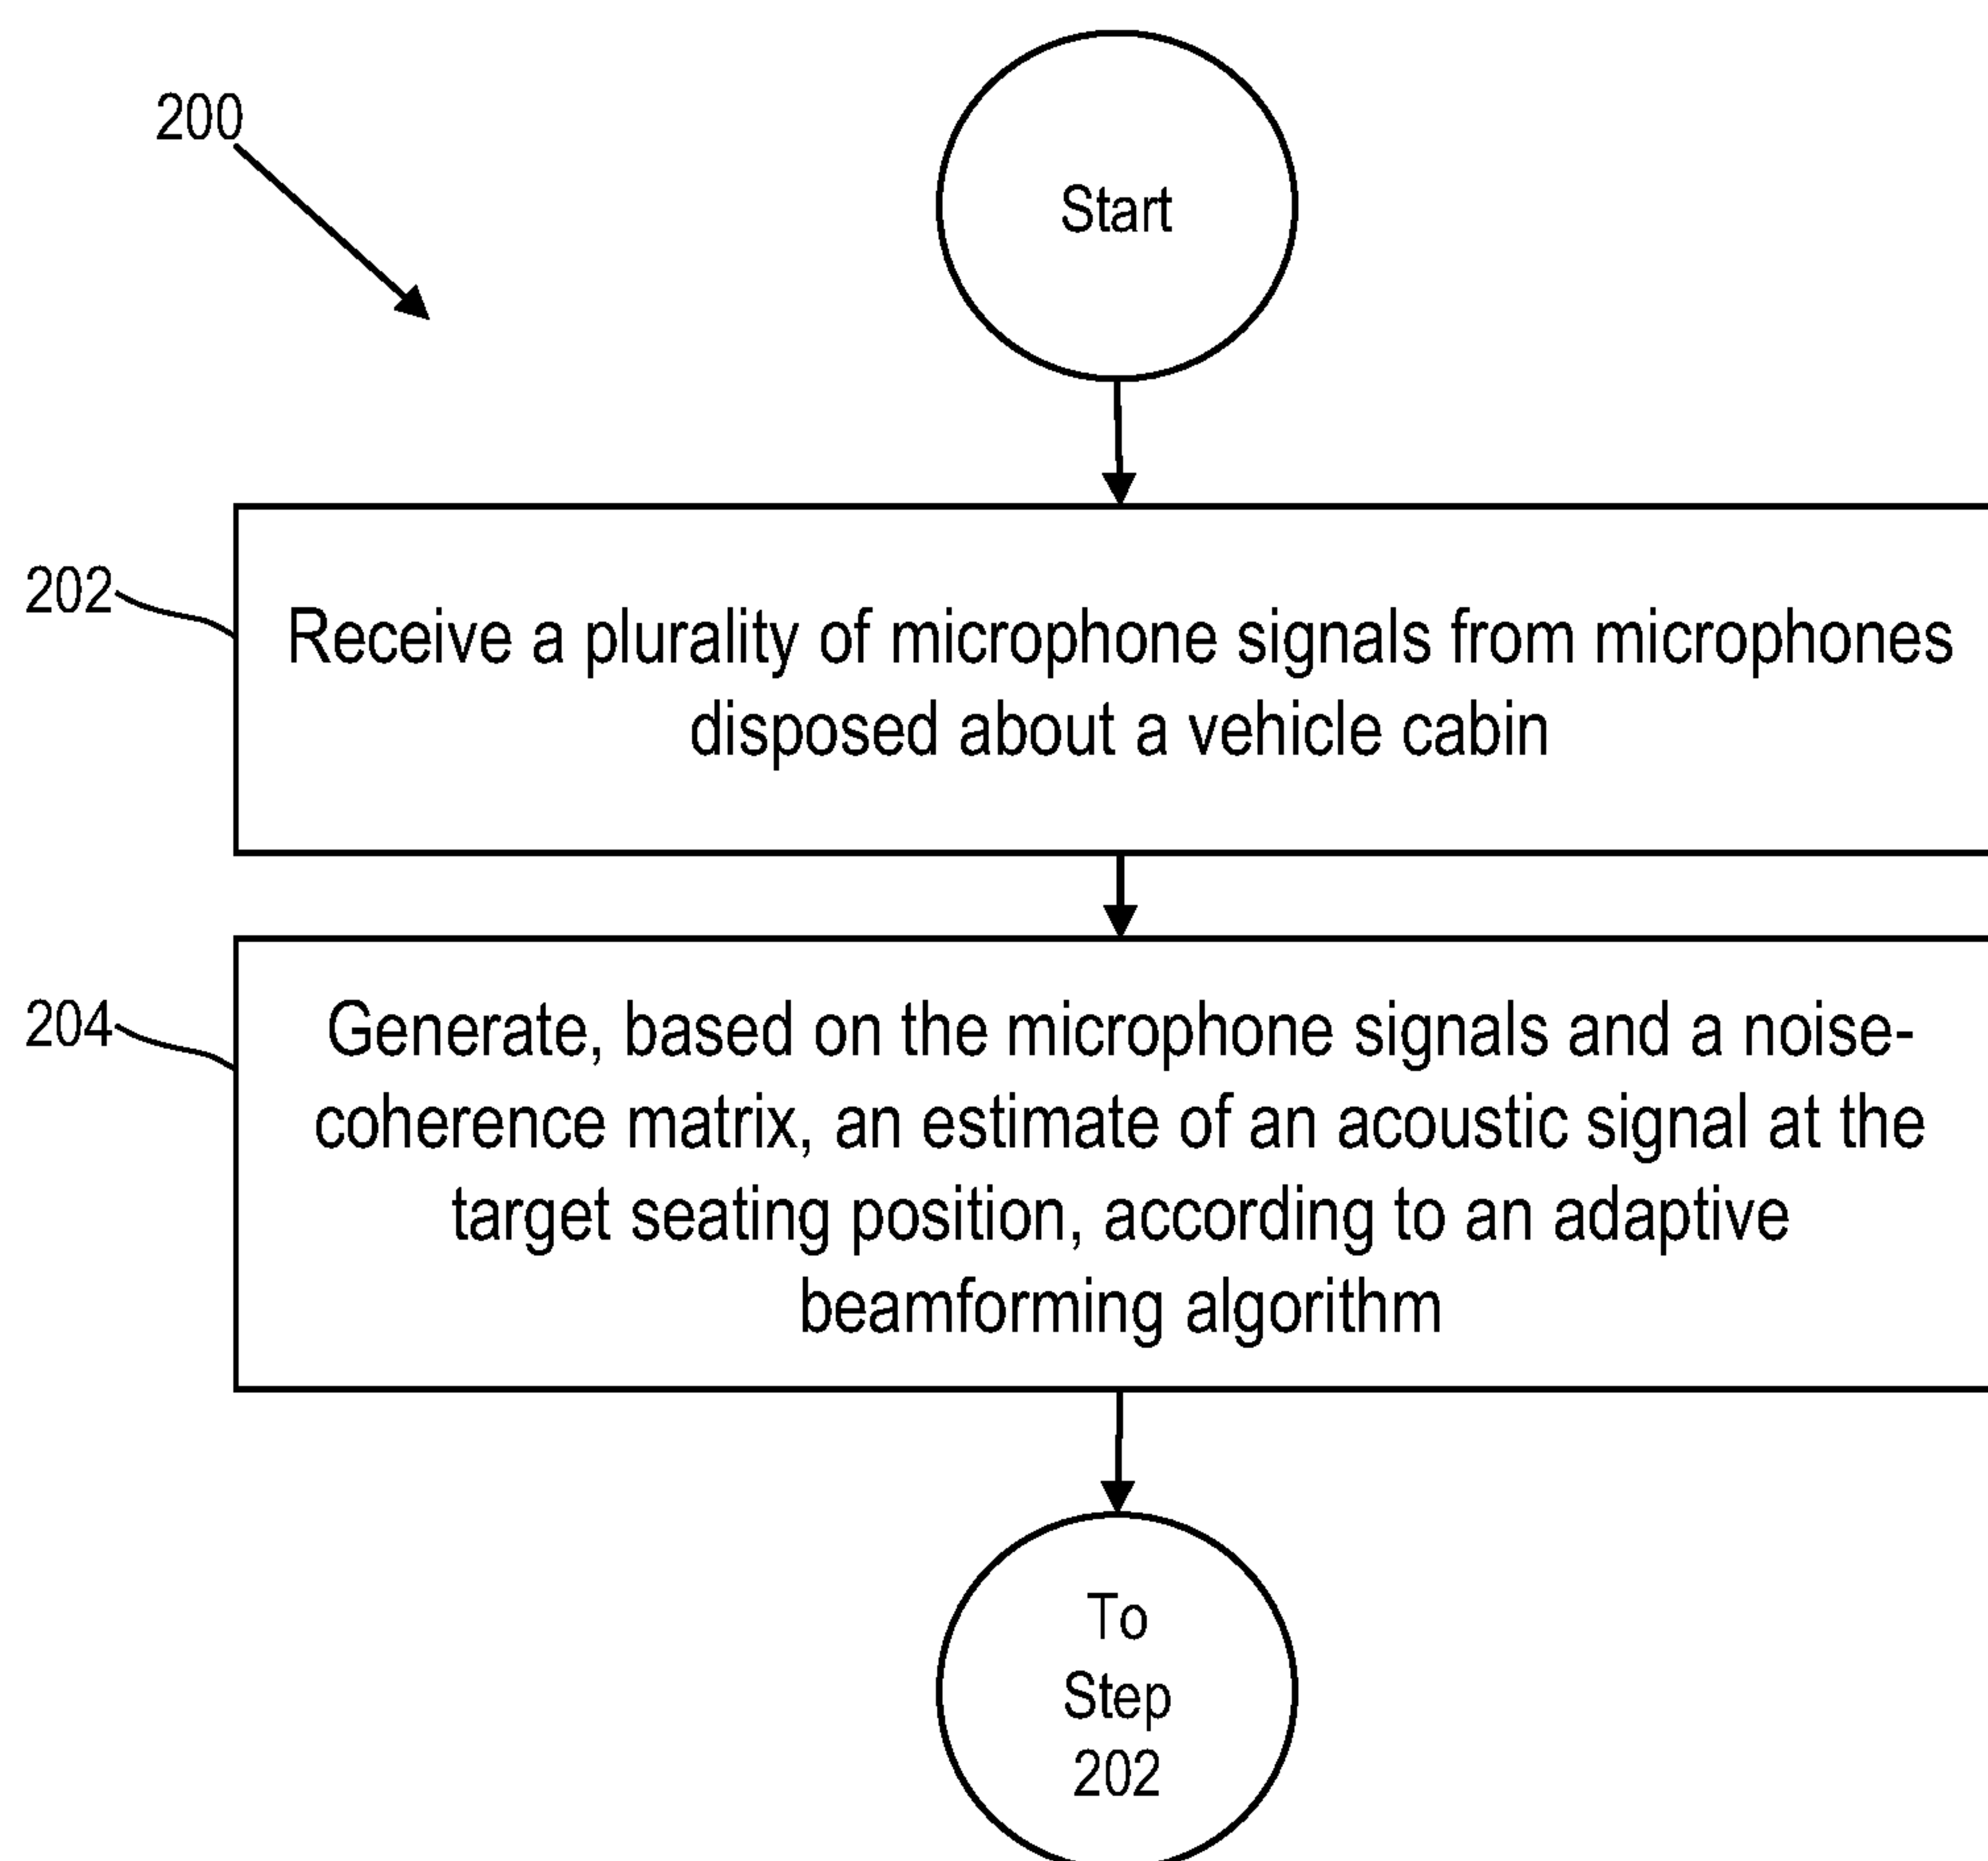 200
Start
202
Receive a plurality of microphone signals from microphones
disposed about a vehicle cabin
204
Generate, based on the microphone signals and a noise-
coherence matrix, an estimate of an acoustic signal at the
target seating position, according to an adaptive
beamforming algorithm
To
Step
202